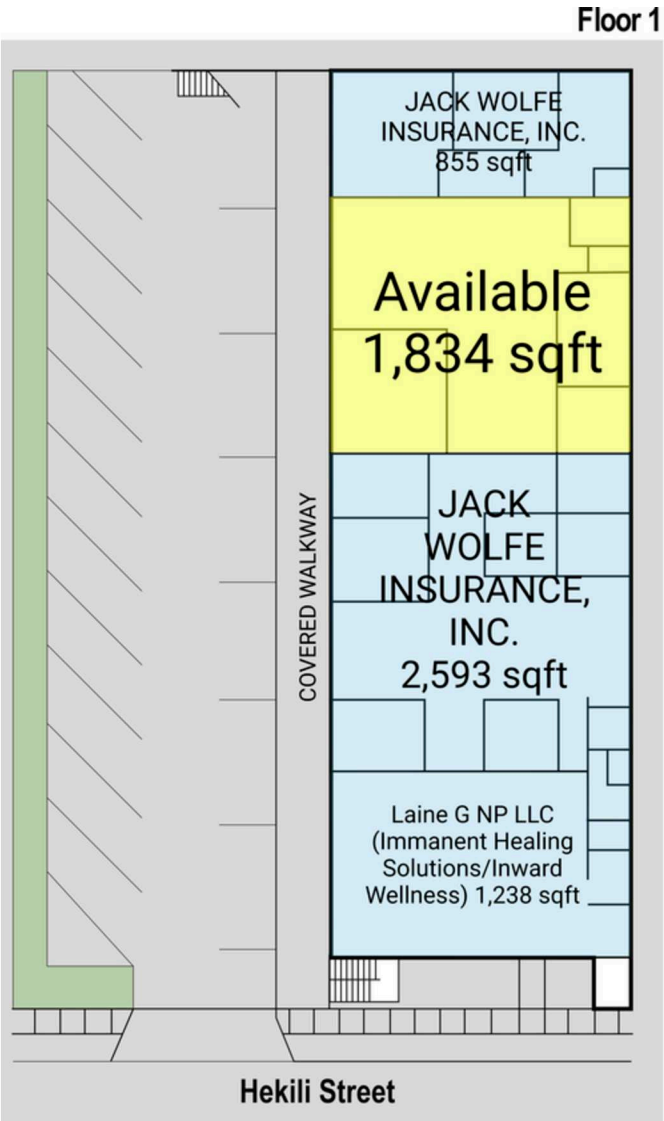 Floor 1
JACK WOLFE
INSURANCE, INC.
855 sqft
Available
1,834 sqft
JACK
WOLFE
INSURANCE,
INC.
2,593 sqft
COVERED WALKWAY
Laine G NP LLC
(Immanent Healing
Solutions/Inward
Wellness) 1,238 sqft
Hekili Street